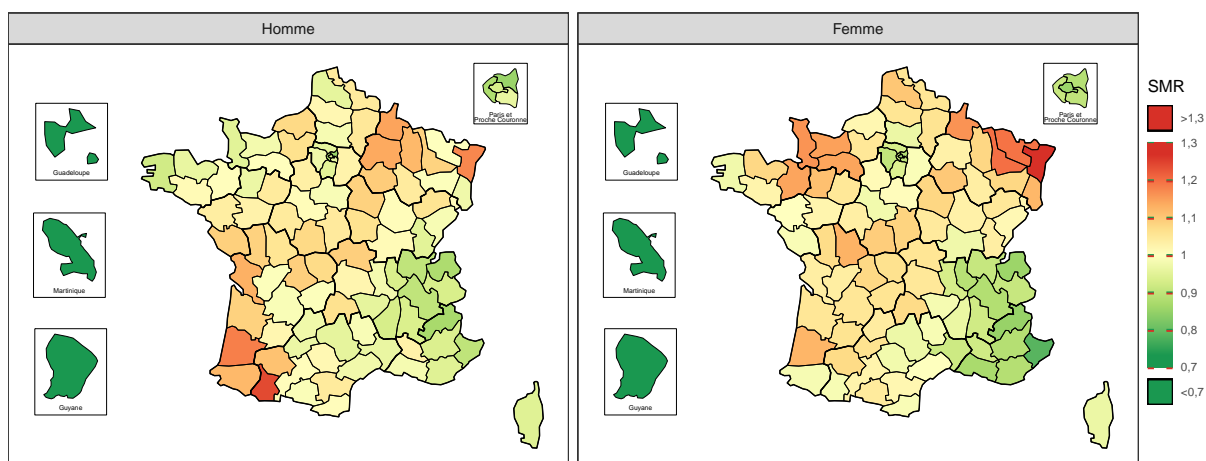 Homme
Paris et
Proche Couronne
Guadeloupe
Martinique
Guyane
Femme
Paris et
Proche Couronne
Guadeloupe
Martinique
Guyane
SMR
>1,3
1,3
1,2
1,1
1
0,9
0,8
0,7
<0,7